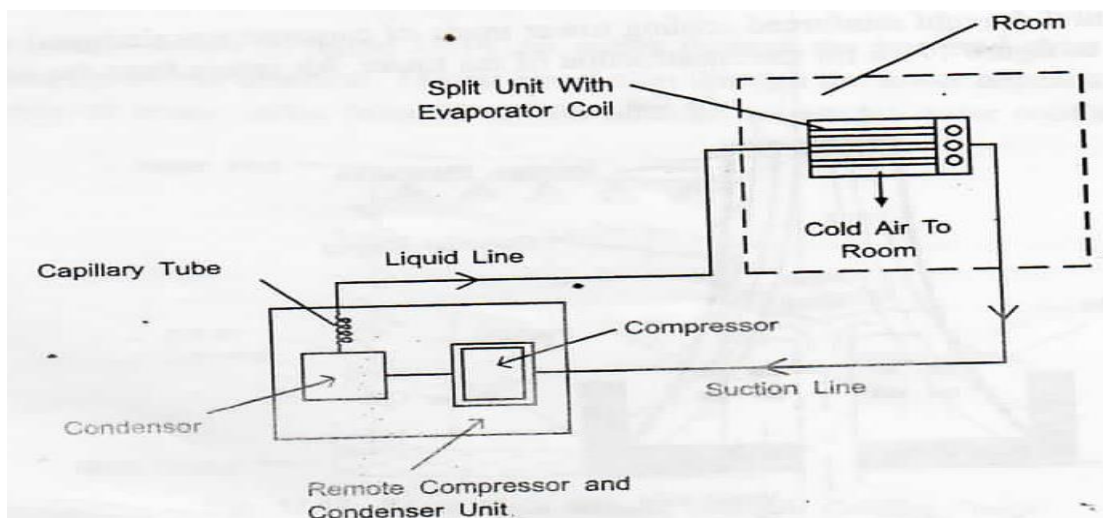 Rcom
Split Unit With
Evaporator Coil
Cold Air To
Room
Capillary Tube
Liquid Line
Compressor
Suction Line
Condensor
Remote Compressor and
Condenser Unit.